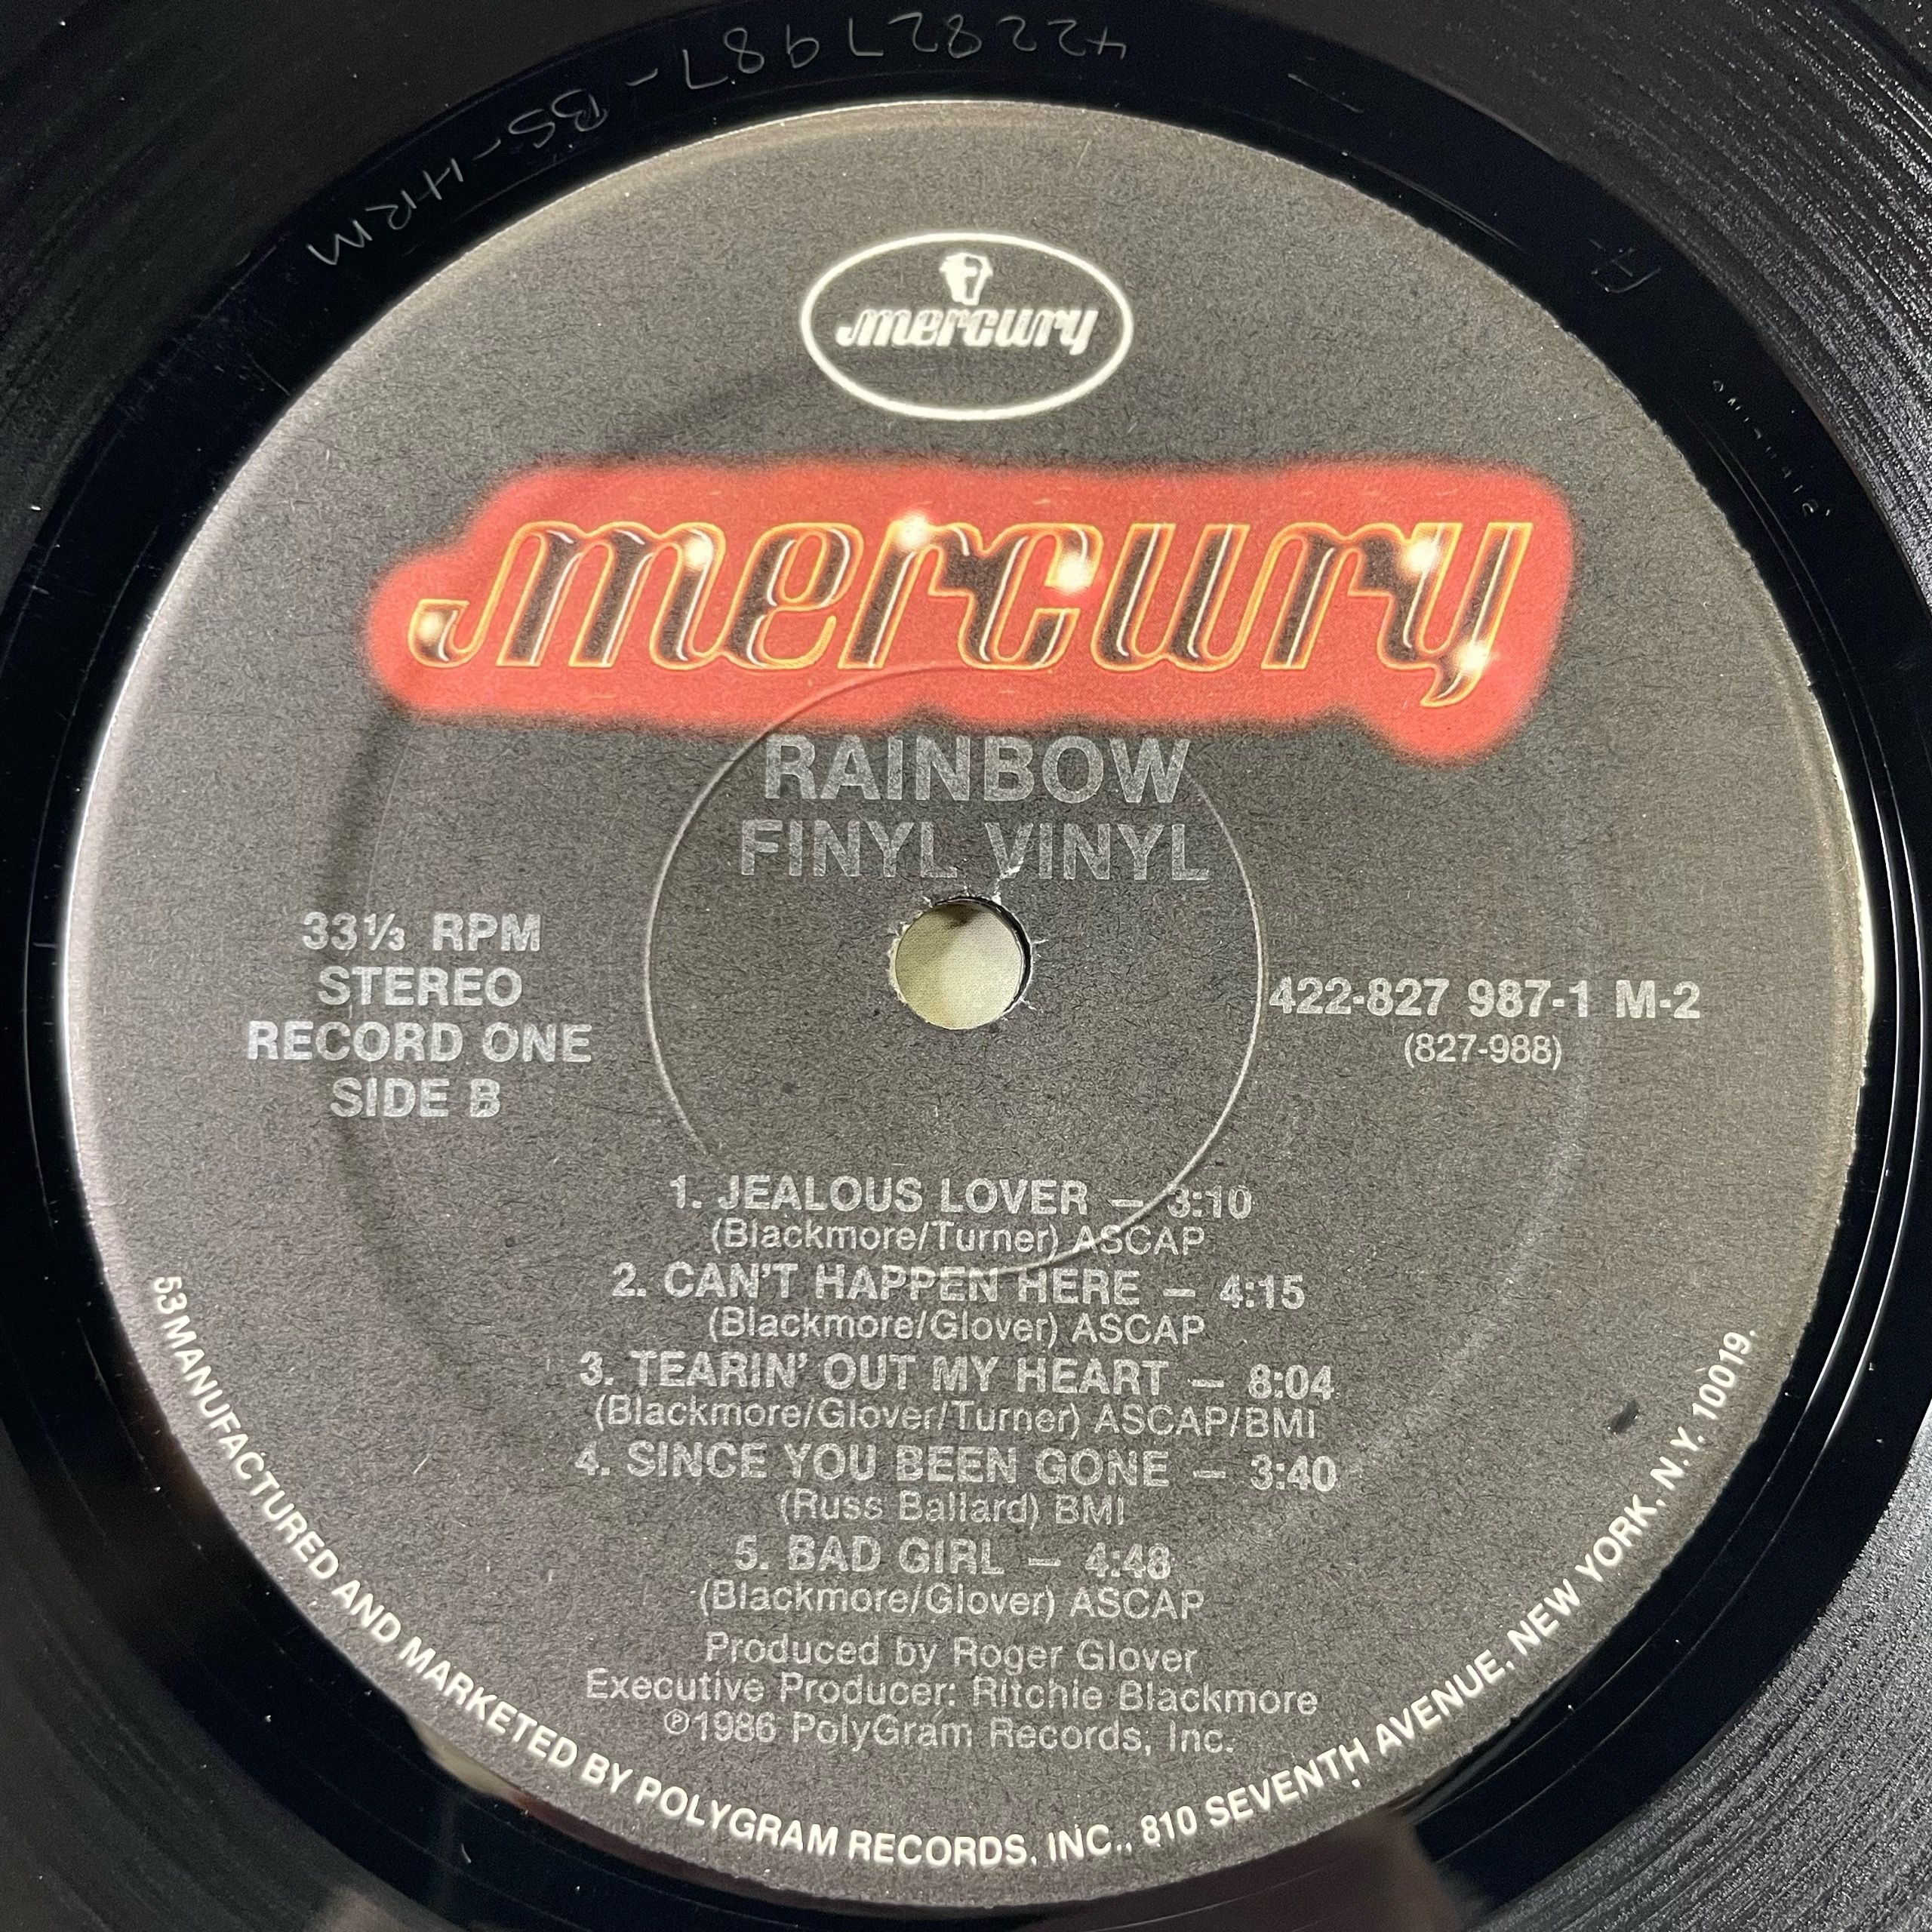 422827987-BS-HRM
mercury
mercury
RAINBOW
FINYL VINYL
33⅓ RPM
STEREO
RECORD ONE
SIDE B
422-827 987-1 M-2
(827-988)
1. JEALOUS LOVER — 3:10
(Blackmore/Turner) ASCAP
2. CAN'T HAPPEN HERE — 4:15
(Blackmore/Glover) ASCAP
3. TEARIN' OUT MY HEART — 8:04
(Blackmore/Glover/Turner) ASCAP/BMI
4. SINCE YOU BEEN GONE — 3:40
(Russ Ballard) BMI
5. BAD GIRL — 4:48
(Blackmore/Glover) ASCAP
Produced by Roger Glover
Executive Producer: Ritchie Blackmore
℗1986 PolyGram Records, Inc.
53 MANUFACTURED AND MARKETED BY POLYGRAM RECORDS, INC., 810 SEVENTH AVENUE, NEW YORK, N.Y. 10019.